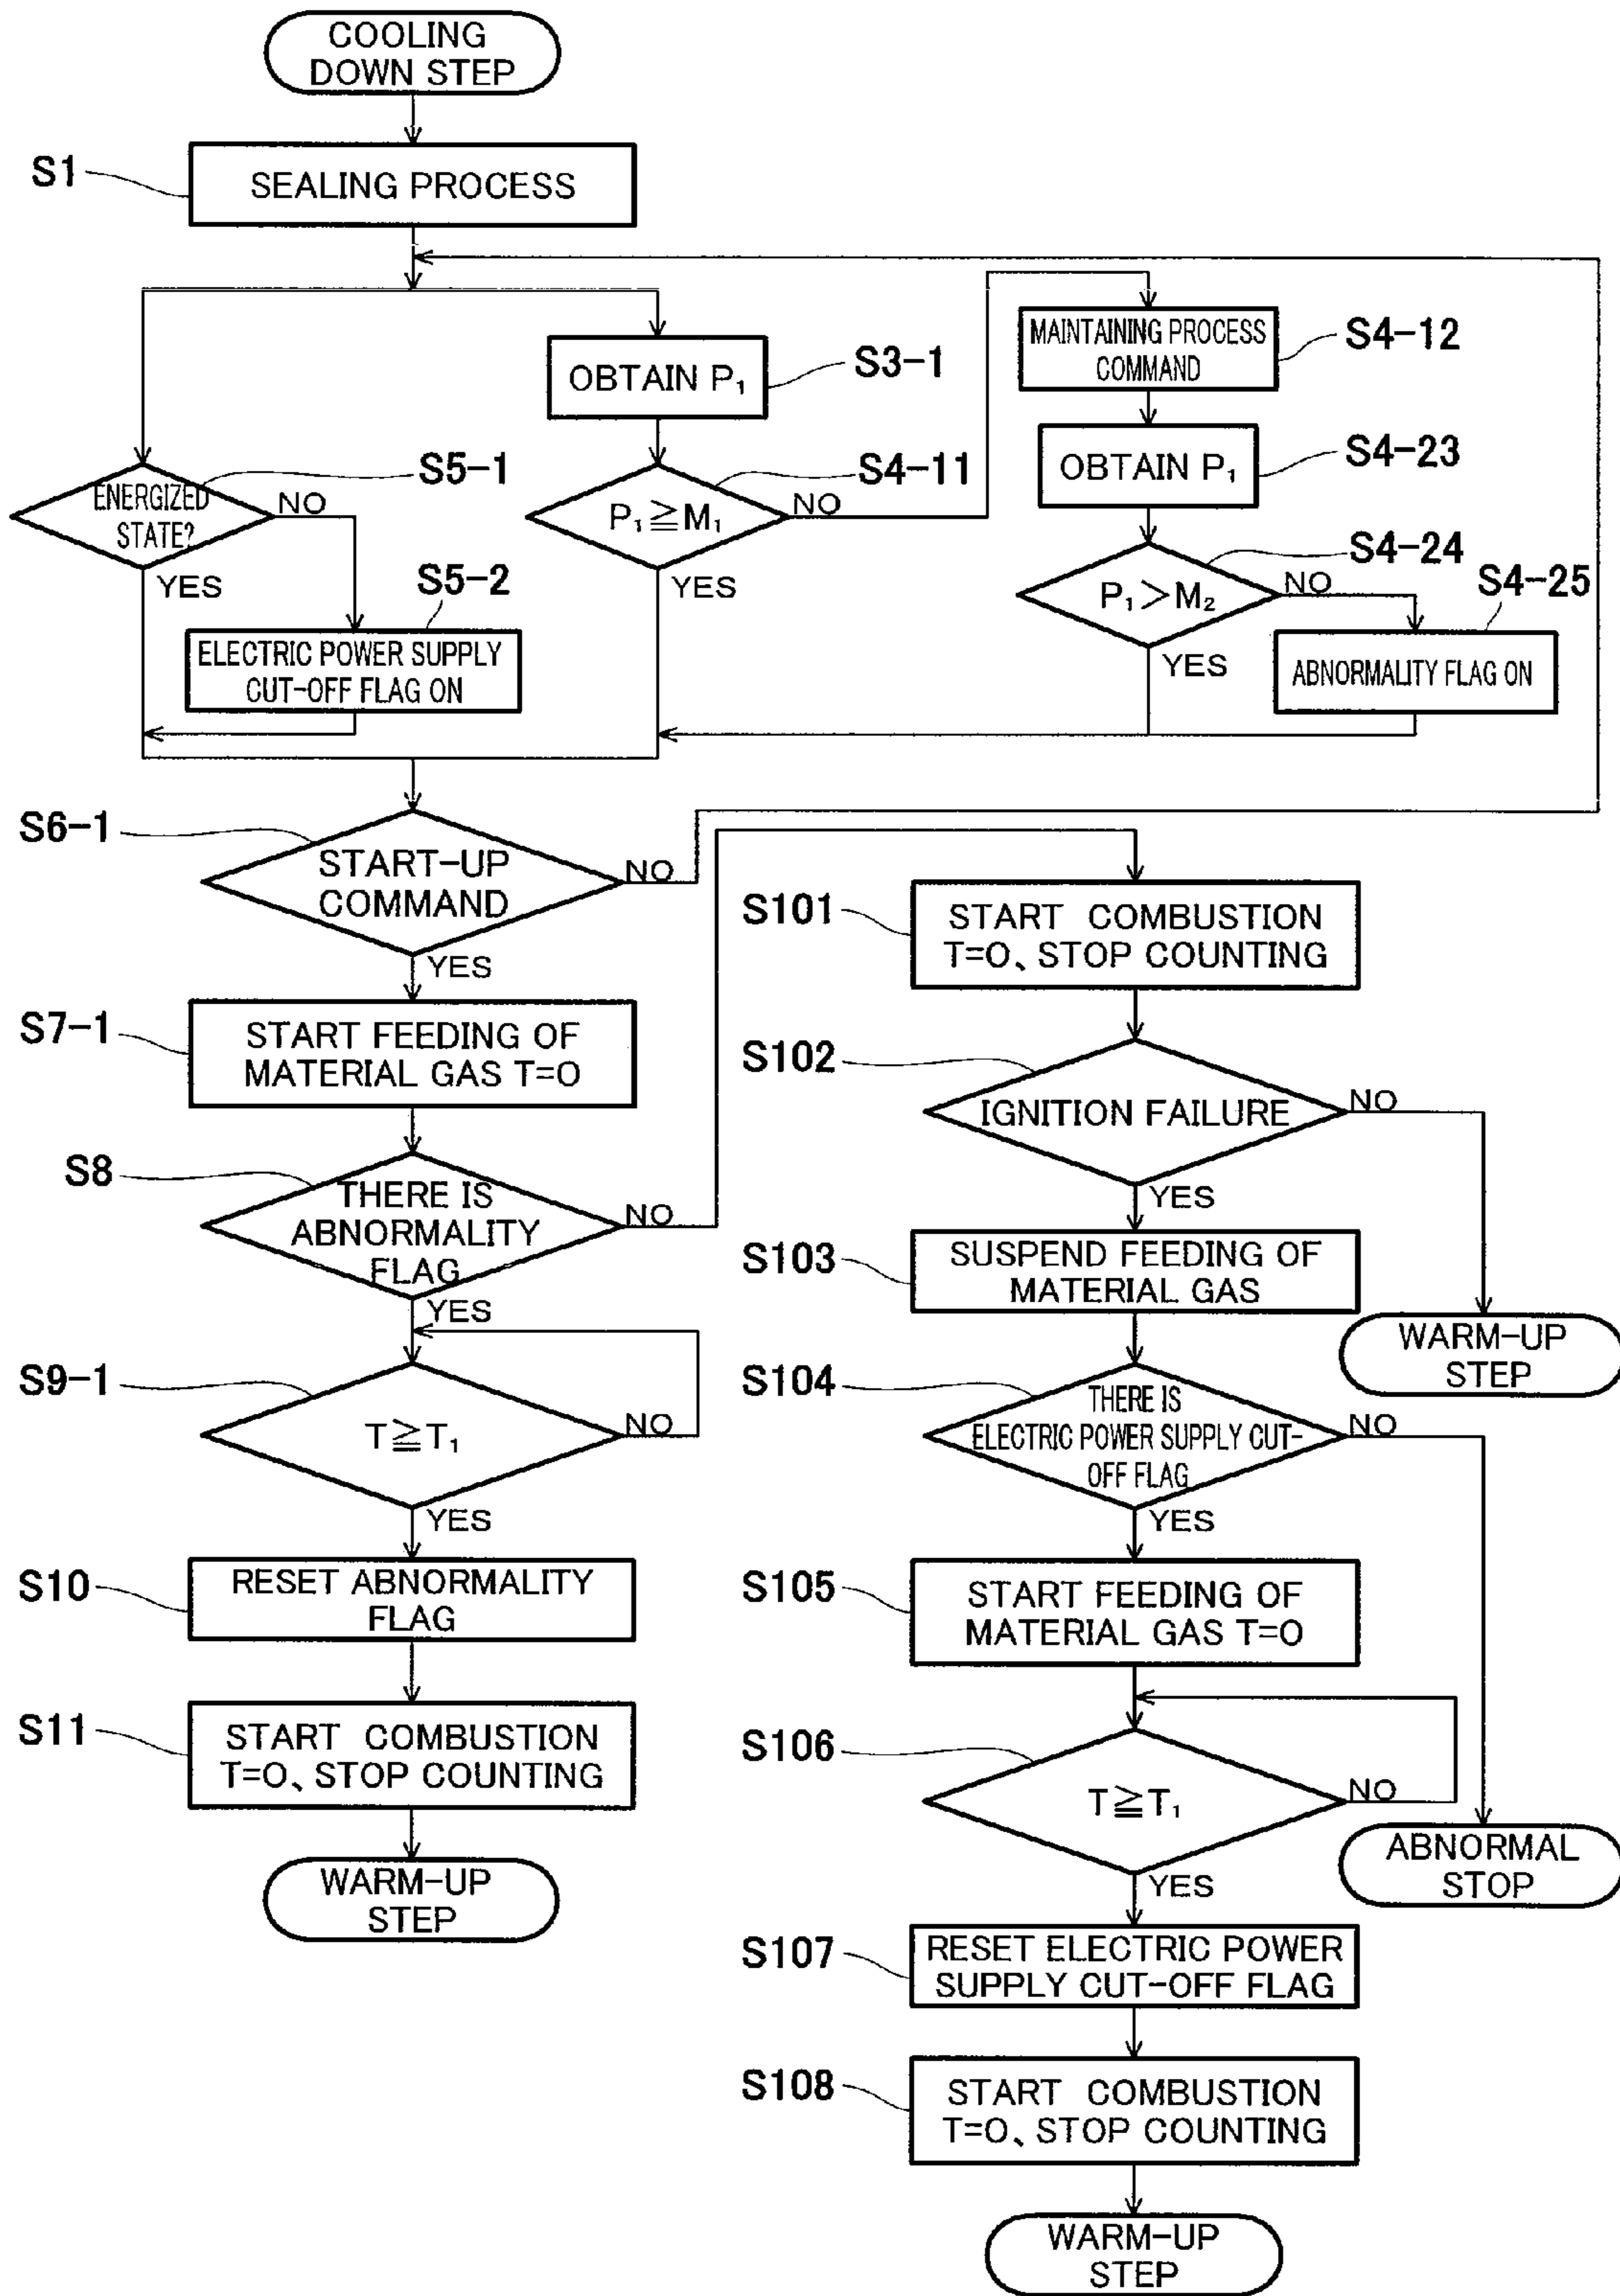 COOLING
DOWN STEP
S1
SEALING PROCESS
OBTAIN P₁
S3-1
MAINTAINING PROCESS
COMMAND
S4-12
OBTAIN P₁
S4-23
ENERGIZED
STATE?
S5-1
NO
YES
P₁≧M₁
S4-11
NO
YES
P₁>M₂
S4-24
NO
YES
S5-2
ELECTRIC POWER SUPPLY
CUT-OFF FLAG ON
S4-25
ABNORMALITY FLAG ON
S6-1
START-UP
COMMAND
NO
YES
S7-1
START FEEDING OF
MATERIAL GAS T=0
S8
THERE IS
ABNORMALITY
FLAG
NO
YES
S9-1
T≧T₁
NO
YES
S10
RESET ABNORMALITY
FLAG
S11
START COMBUSTION
T=0、STOP COUNTING
WARM-UP
STEP
S101
START COMBUSTION
T=0、STOP COUNTING
S102
IGNITION FAILURE
NO
YES
WARM-UP
STEP
S103
SUSPEND FEEDING OF
MATERIAL GAS
S104
THERE IS
ELECTRIC POWER SUPPLY CUT-
OFF FLAG
NO
YES
ABNORMAL
STOP
S105
START FEEDING OF
MATERIAL GAS T=0
S106
T≧T₁
NO
YES
S107
RESET ELECTRIC POWER
SUPPLY CUT-OFF FLAG
S108
START COMBUSTION
T=0、STOP COUNTING
WARM-UP
STEP